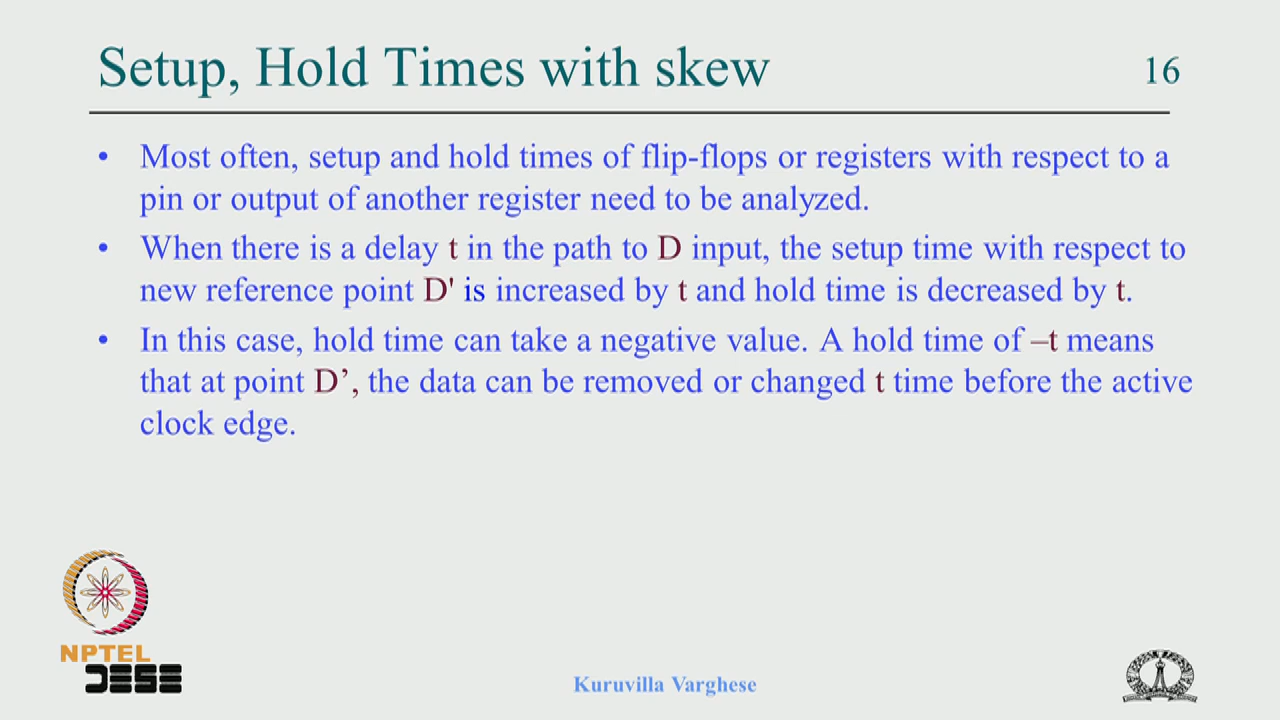 Setup, Hold Times with skew
16
• Most often, setup and hold times of flip-flops or registers with respect to a
pin or output of another register need to be analyzed.
• When there is a delay t in the path to D input, the setup time with respect to
new reference point D' is increased by t and hold time is decreased by t.
• In this case, hold time can take a negative value. A hold time of –t means
that at point D’, the data can be removed or changed t time before the active
clock edge.
NPTEL
DESE
Kuruvilla Varghese